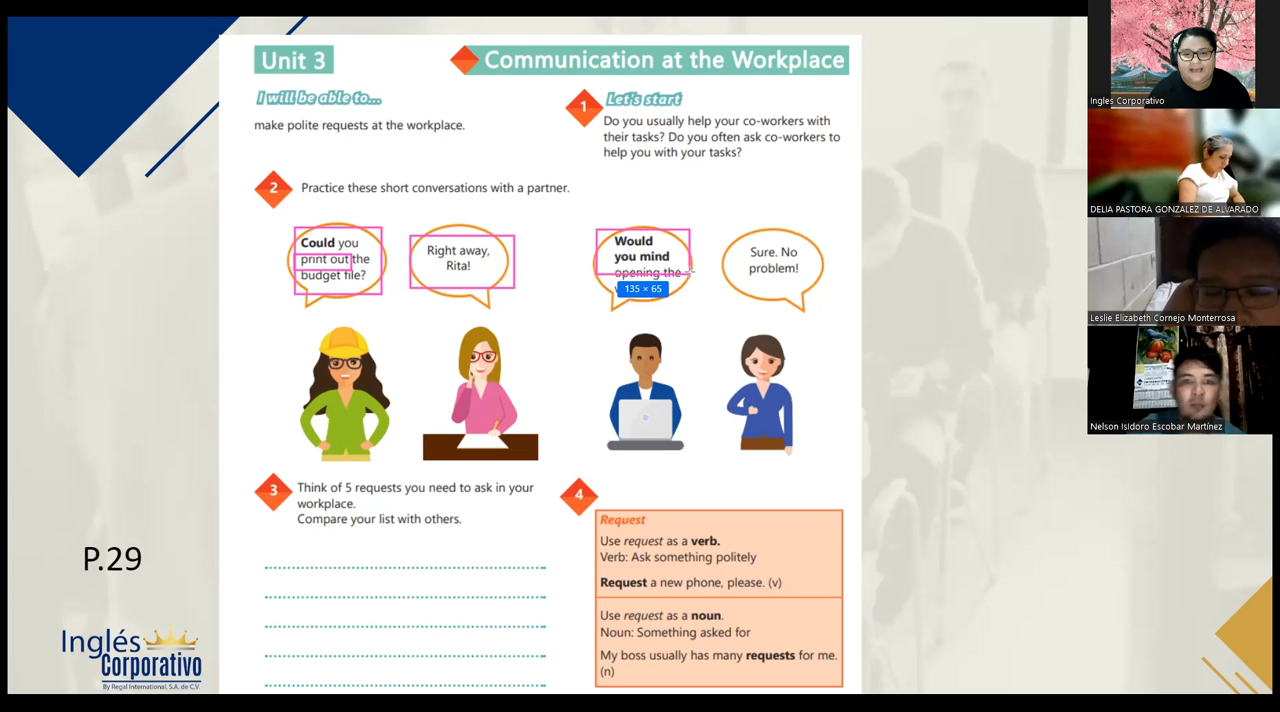 Unit 3
Communication at the Workplace
I will be able to...
make polite requests at the workplace.
1
Let's start
Do you usually help your co-workers with
their tasks? Do you often ask co-workers to
help you with your tasks?
2
Practice these short conversations with a partner.
Could you
print out the
budget file?
Right away,
Rita!
Would
you mind
opening the
135 × 65
Sure. No
problem!
3
Think of 5 requests you need to ask in your
workplace.
Compare your list with others.
4
Request
Use request as a verb.
Verb: Ask something politely
Request a new phone, please. (v)
Use request as a noun.
Noun: Something asked for
My boss usually has many requests for me.
(n)
P.29
Inglés
Corporativo
By Regal International, S.A. de C.V.
Ingles Corporativo
DELIA PASTORA GONZALEZ DE ALVARADO
Leslie Elizabeth Cornejo Monterrosa
Nelson Isidoro Escobar Martínez